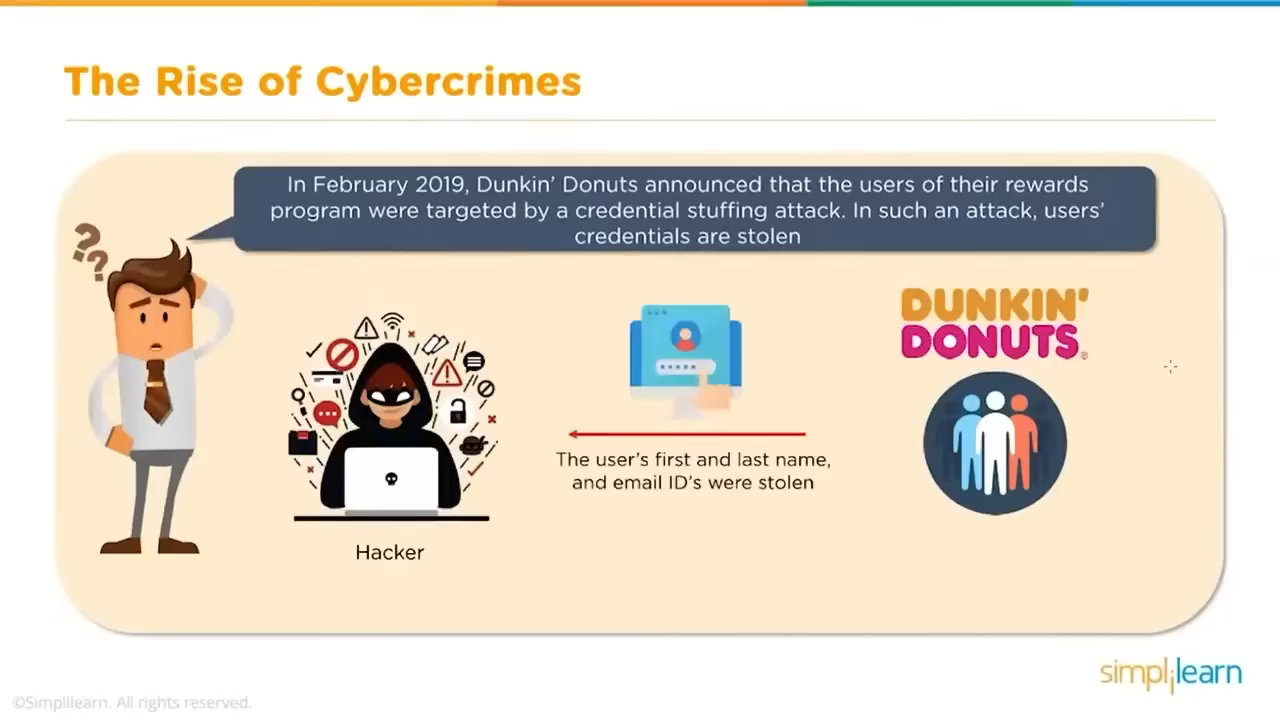 The Rise of Cybercrimes
In February 2019, Dunkin' Donuts announced that the users of their rewards
program were targeted by a credential stuffing attack. In such an attack, users'
credentials are stolen
??
DUNKIN'
DONUTS®
The user's first and last name,
and email ID's were stolen
Hacker
simplilearn
©Simplilearn. All rights reserved.